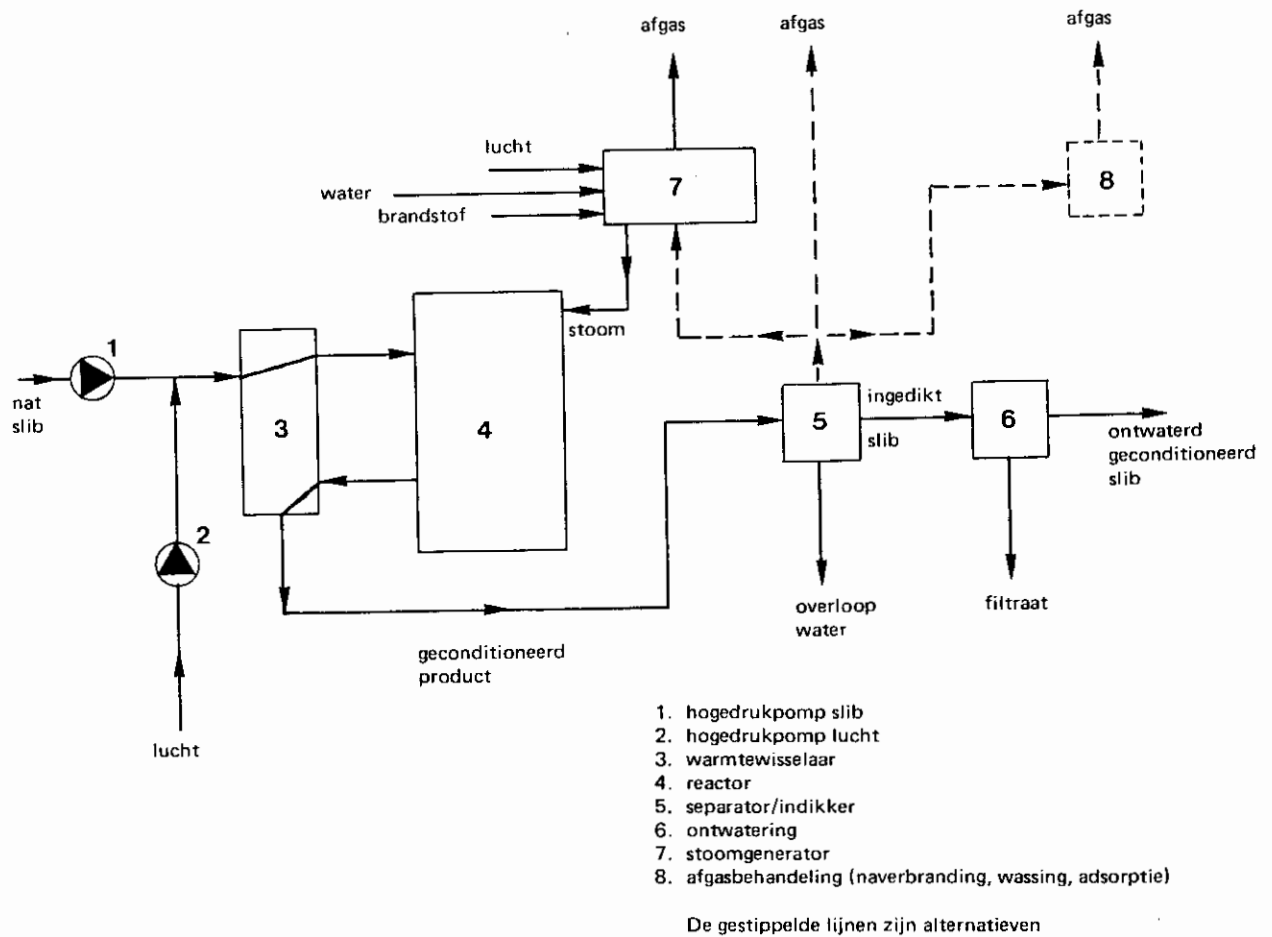 afgas
afgas
afgas
lucht
water
brandstof
7
8
stoom
1
nat
slib
3
4
5
ingedikt
slib
6
ontwaterd
geconditioneerd
slib
2
overloop
water
filtraat
geconditioneerd
product
lucht
1. hogedrukpomp slib
2. hogedrukpomp lucht
3. warmtewisselaar
4. reactor
5. separator/indikker
6. ontwatering
7. stoomgenerator
8. afgasbehandeling (naverbranding, wassing, adsorptie)
De gestippelde lijnen zijn alternatieven